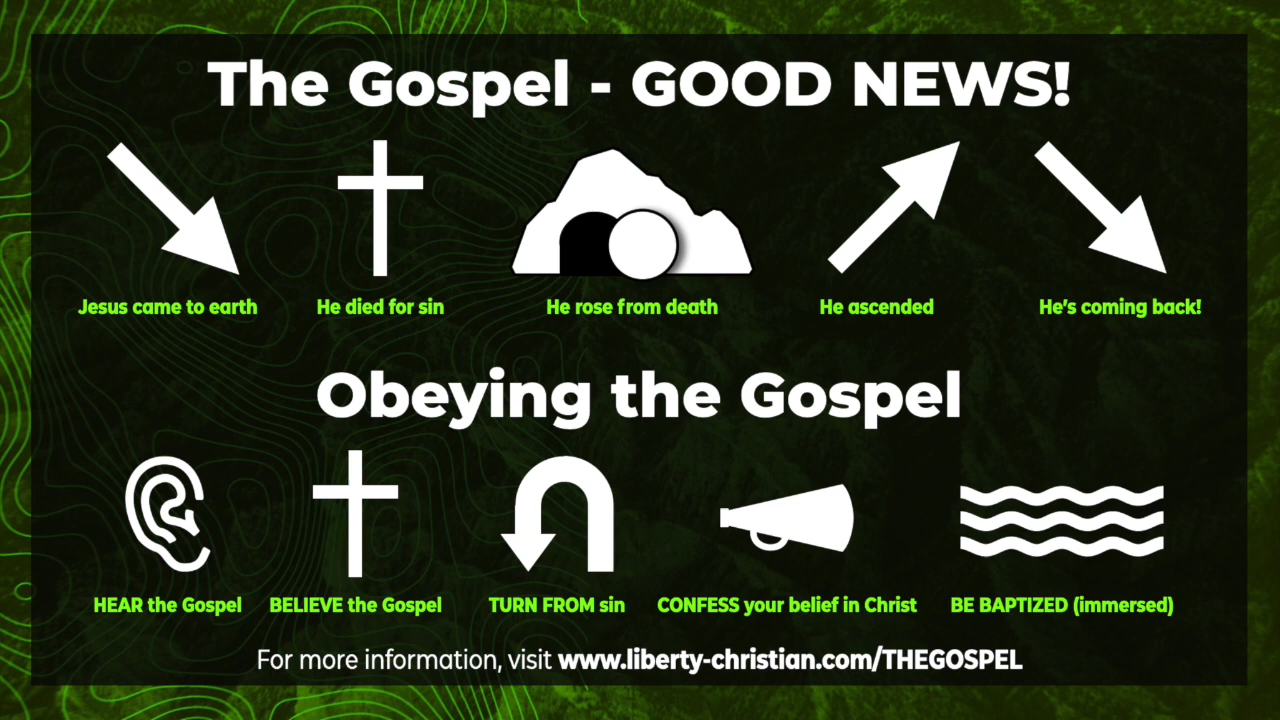 The Gospel - GOOD NEWS!
Jesus came to earth
He died for sin
He rose from death
He ascended
He's coming back!
Obeying the Gospel
HEAR the Gospel
BELIEVE the Gospel
TURN FROM sin
CONFESS your belief in Christ
BE BAPTIZED (immersed)
For more information, visit www.liberty-christian.com/THEGOSPEL